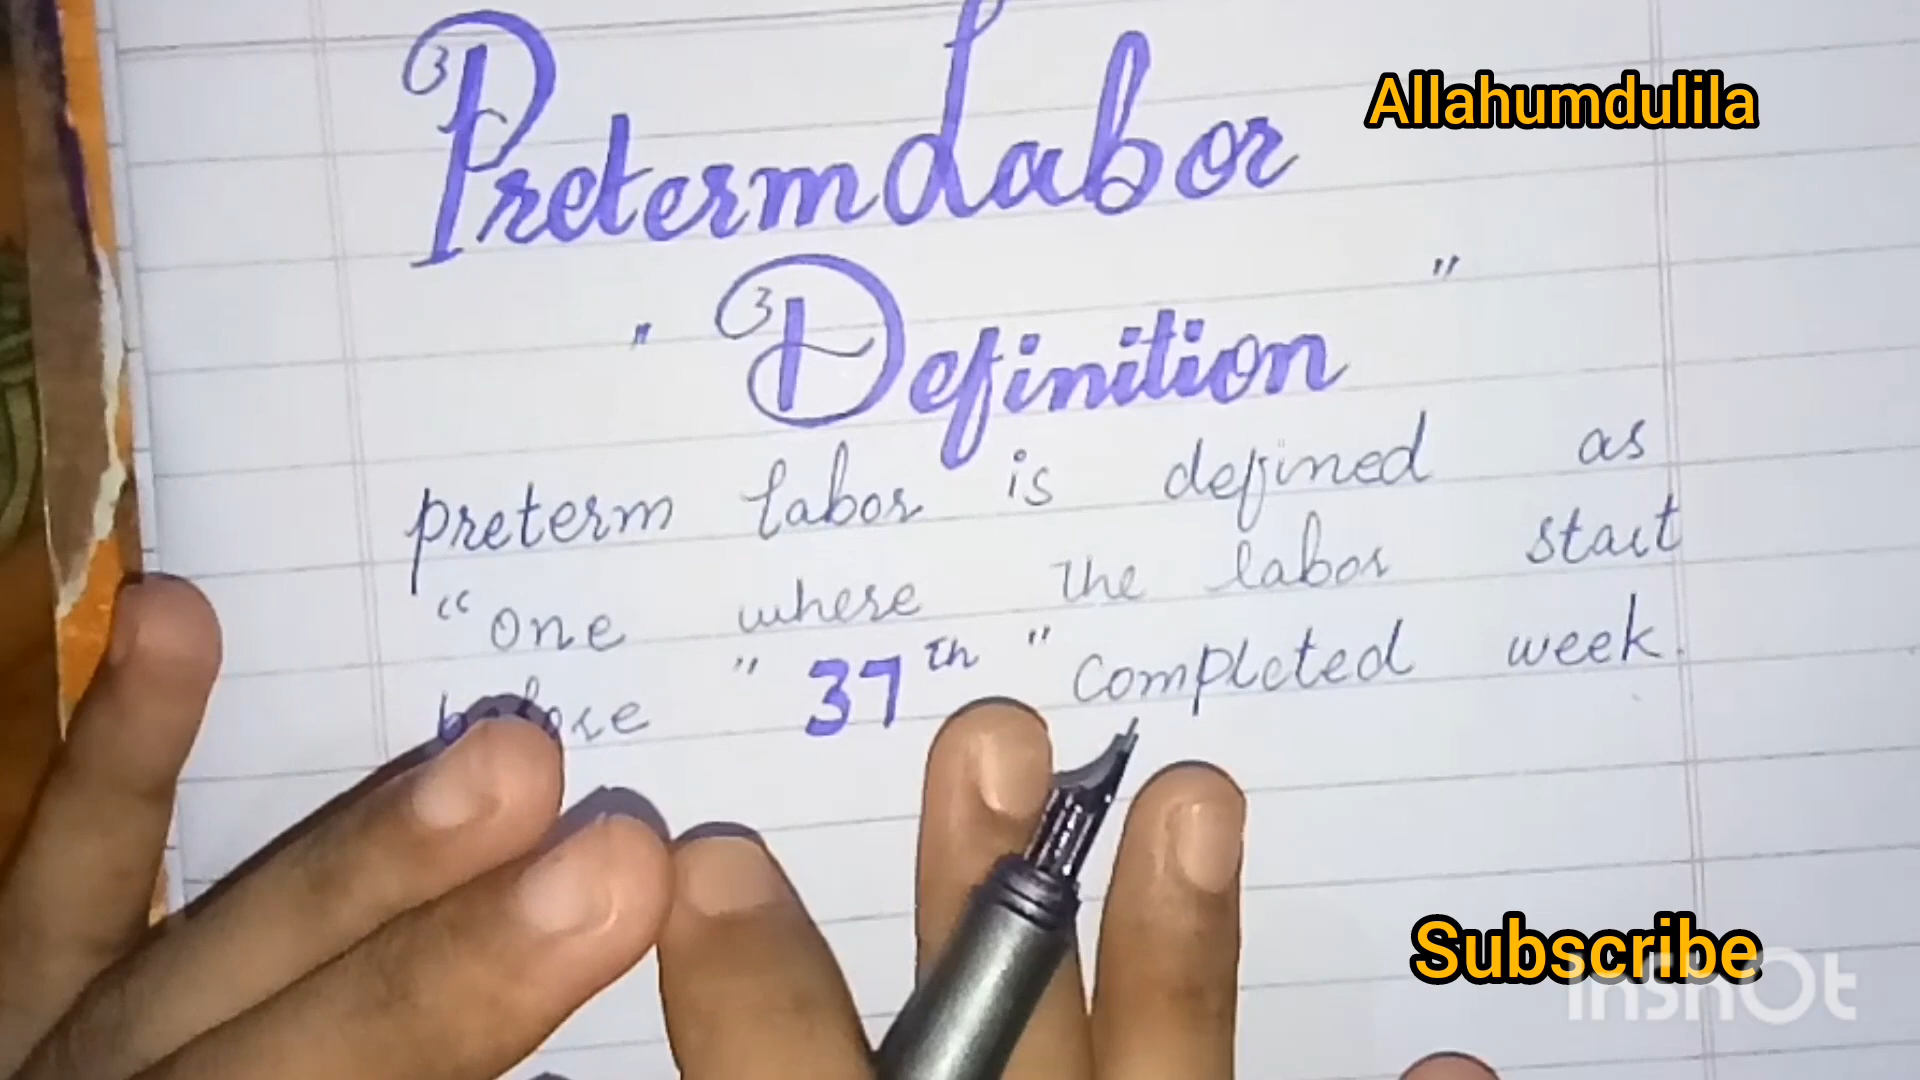 Preterm Labor
Allahumdulila
" Definition "
preterm labor is defined as
"one where the labor start
before "37th" completed week.
Subscribe
InShOt